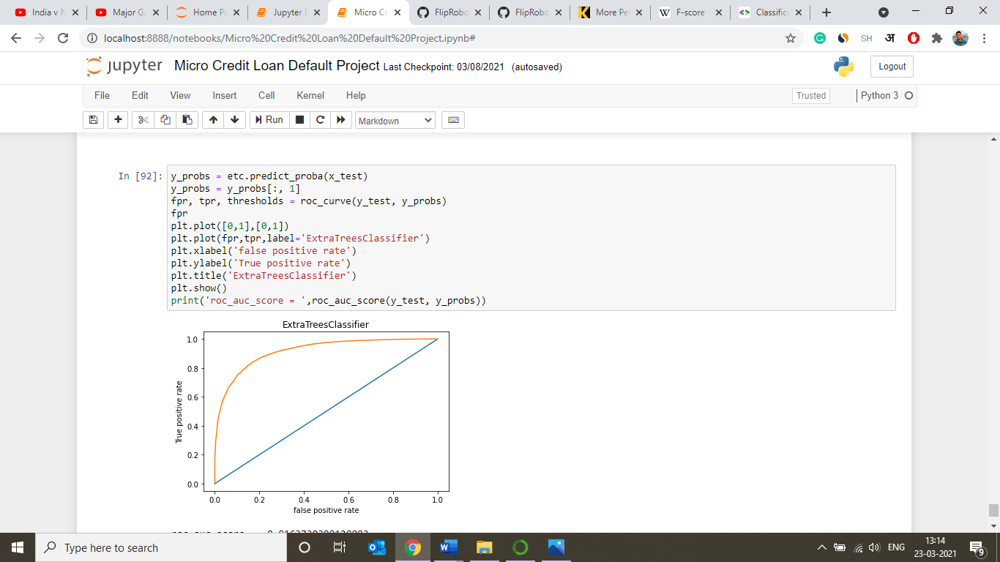 India v N
Major Ga
Home Pa
Jupyter N
Micro Cr
FlipRobo
FlipRobo
More Pe
F-score -
Classifica
localhost:8888/notebooks/Micro%20Credit%20Loan%20Default%20Project.ipynb#
SH
अ
jupyter Micro Credit Loan Default Project Last Checkpoint: 03/08/2021 (autosaved)
Logout
File Edit View Insert Cell Kernel Help
Trusted
Python 3
Run
Markdown
In [92]:
y_probs = etc.predict_proba(x_test)
y_probs = y_probs[:, 1]
fpr, tpr, thresholds = roc_curve(y_test, y_probs)
fpr
plt.plot([0,1],[0,1])
plt.plot(fpr,tpr,label='ExtraTreesClassifier')
plt.xlabel('false positive rate')
plt.ylabel('True positive rate')
plt.title('ExtraTreesClassifier')
plt.show()
print('roc_auc_score = ',roc_auc_score(y_test, y_probs))
ExtraTreesClassifier
1.0
0.8
0.6
0.4
0.2
0.0
True positive rate
0.0 0.2 0.4 0.6 0.8 1.0
false positive rate
Type here to search
ENG
13:14
23-03-2021
9